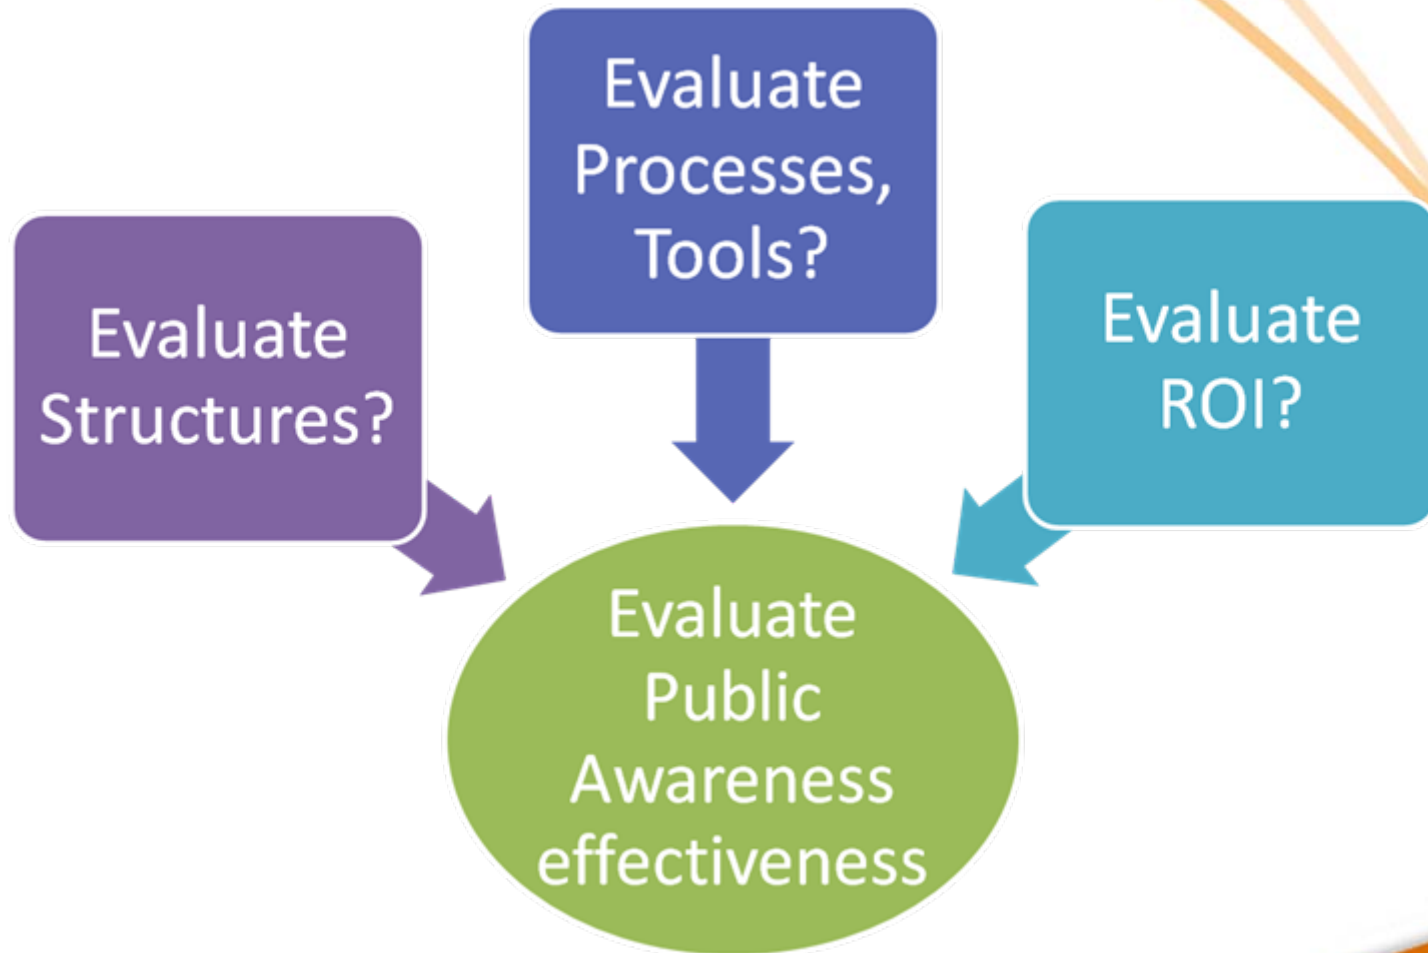 Evaluate
Processes,
Tools?
Evaluate
Structures?
Evaluate
ROI?
Evaluate
Public
Awareness
effectiveness